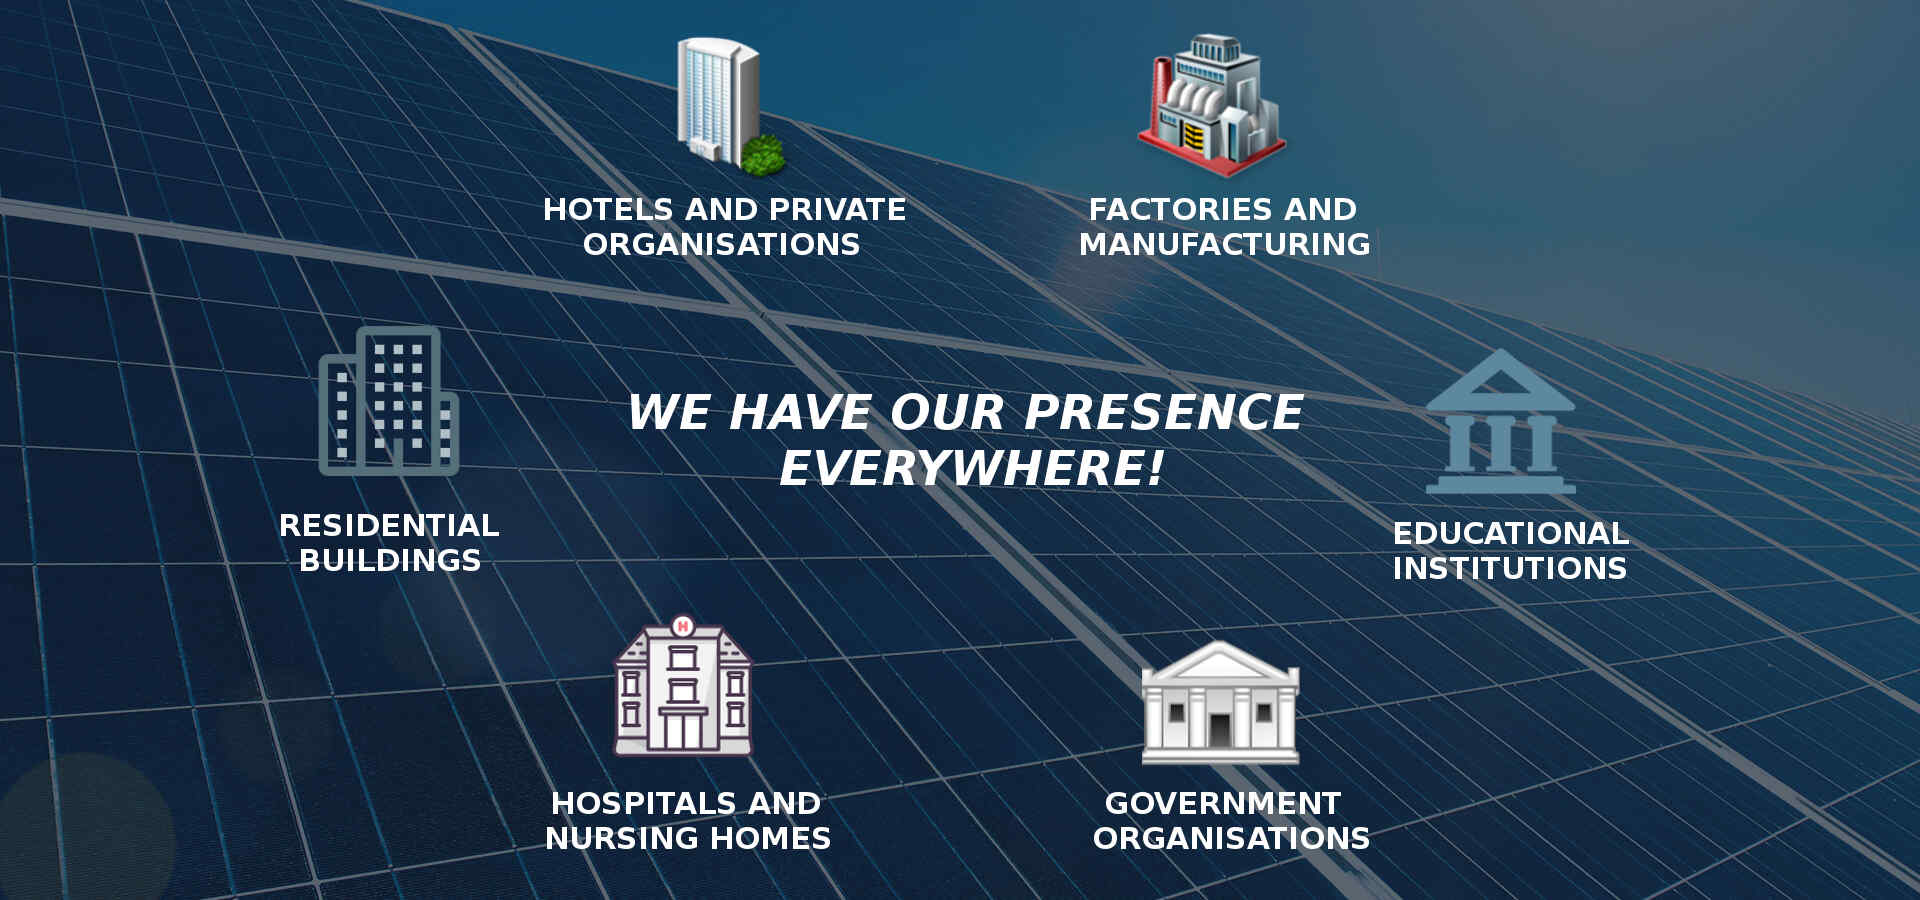 HOTELS AND PRIVATE
ORGANISATIONS
FACTORIES AND
MANUFACTURING
WE HAVE OUR PRESENCE
EVERYWHERE!
RESIDENTIAL
BUILDINGS
EDUCATIONAL
INSTITUTIONS
H
HOSPITALS AND
NURSING HOMES
GOVERNMENT
ORGANISATIONS